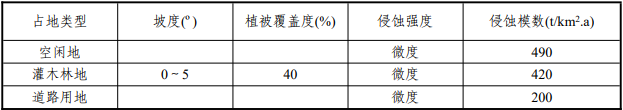 占地类型 坡度(º) 植被覆盖度(%) 侵蚀强度 侵蚀模数(t/km².a)
空闲地 微度 490
灌木林地 0～5 40 微度 420
道路用地 微度 200